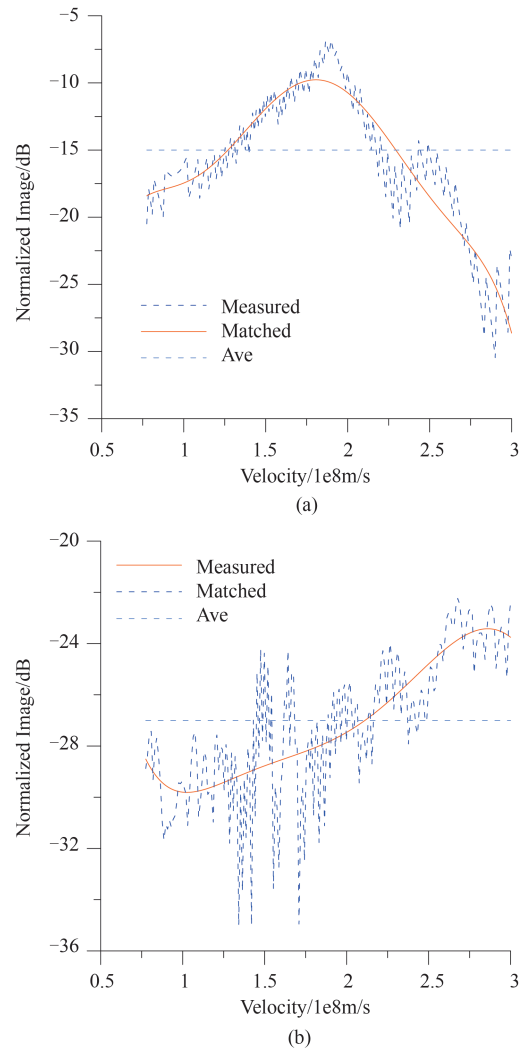 −5
−10
−15
−20
−25
−30
−35
Normalized Image/dB
Measured
Matched
Ave
0.5
1
1.5
2
2.5
3
Velocity/1e8m/s
(a)
−20
−24
−28
−32
−36
Normalized Image/dB
Measured
Matched
Ave
0.5
1
1.5
2
2.5
3
Velocity/1e8m/s
(b)